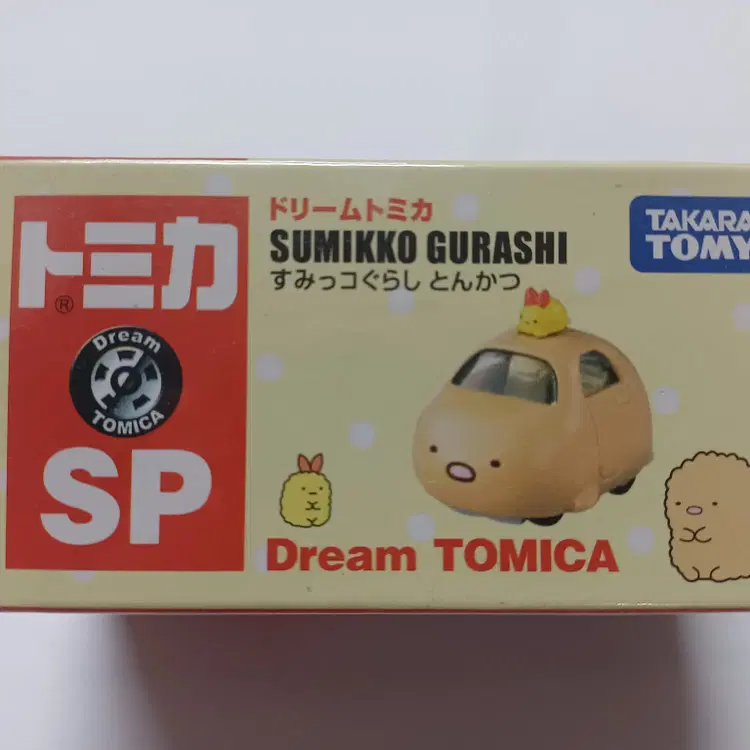 トミカ
®
Dream
TOMICA
SP
ドリームトミカ
SUMIKKO GURASHI
すみっコぐらし とんかつ
Dream TOMICA
TAKARA
TOMY